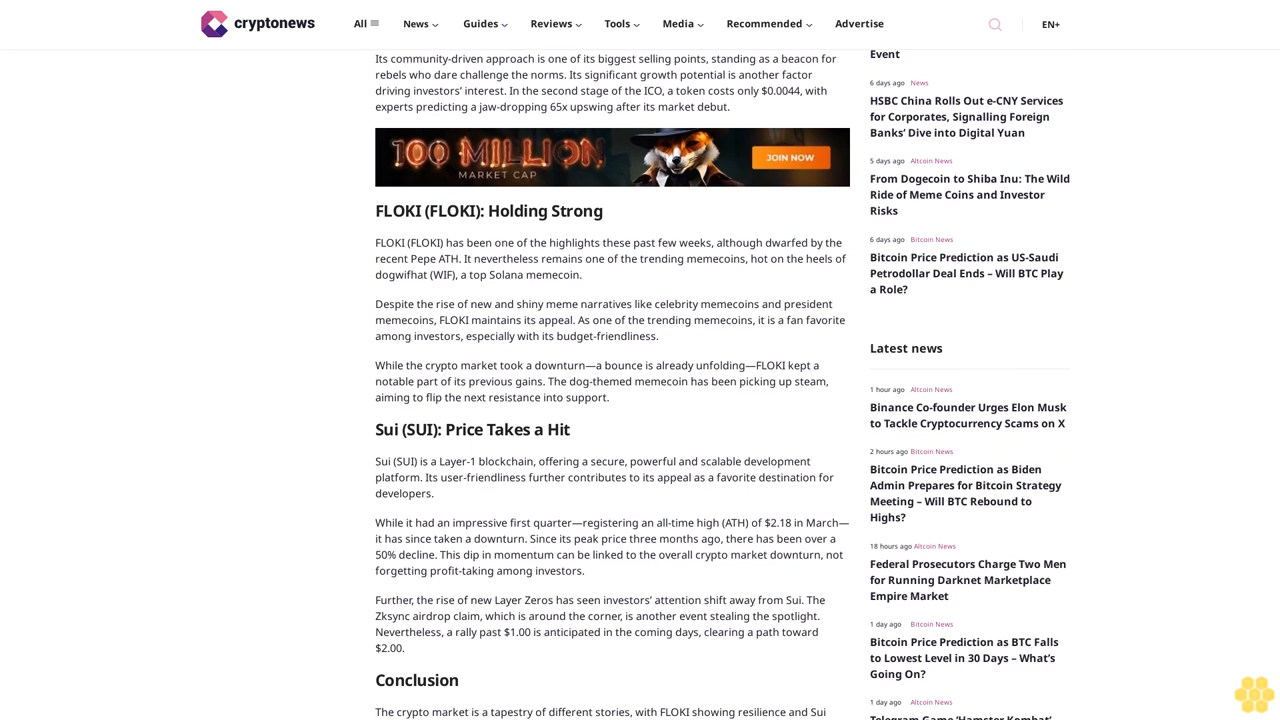 cryptonews
All
News
Guides
Reviews
Tools
Media
Recommended
Advertise
EN+
Its community-driven approach is one of its biggest selling points, standing as a beacon for
rebels who dare challenge the norms. Its significant growth potential is another factor
driving investors’ interest. In the second stage of the ICO, a token costs only $0.0044, with
experts predicting a jaw-dropping 65x upswing after its market debut.
100 MILLION
MARKET CAP
JOIN NOW
FLOKI (FLOKI): Holding Strong
FLOKI (FLOKI) has been one of the highlights these past few weeks, although dwarfed by the
recent Pepe ATH. It nevertheless remains one of the trending memecoins, hot on the heels of
dogwifhat (WIF), a top Solana memecoin.
Despite the rise of new and shiny meme narratives like celebrity memecoins and president
memecoins, FLOKI maintains its appeal. As one of the trending memecoins, it is a fan favorite
among investors, especially with its budget-friendliness.
While the crypto market took a downturn—a bounce is already unfolding—FLOKI kept a
notable part of its previous gains. The dog-themed memecoin has been picking up steam,
aiming to flip the next resistance into support.
Sui (SUI): Price Takes a Hit
Sui (SUI) is a Layer-1 blockchain, offering a secure, powerful and scalable development
platform. Its user-friendliness further contributes to its appeal as a favorite destination for
developers.
While it had an impressive first quarter—registering an all-time high (ATH) of $2.18 in March—
it has since taken a downturn. Since its peak price three months ago, there has been over a
50% decline. This dip in momentum can be linked to the overall crypto market downturn, not
forgetting profit-taking among investors.
Further, the rise of new Layer Zeros has seen investors’ attention shift away from Sui. The
Zksync airdrop claim, which is around the corner, is another event stealing the spotlight.
Nevertheless, a rally past $1.00 is anticipated in the coming days, clearing a path toward
$2.00.
Conclusion
The crypto market is a tapestry of different stories, with FLOKI showing resilience and Sui
Event
6 days ago News
HSBC China Rolls Out e-CNY Services
for Corporates, Signalling Foreign
Banks’ Dive into Digital Yuan
5 days ago Altcoin News
From Dogecoin to Shiba Inu: The Wild
Ride of Meme Coins and Investor
Risks
6 days ago Bitcoin News
Bitcoin Price Prediction as US-Saudi
Petrodollar Deal Ends – Will BTC Play
a Role?
Latest news
1 hour ago Altcoin News
Binance Co-founder Urges Elon Musk
to Tackle Cryptocurrency Scams on X
2 hours ago Bitcoin News
Bitcoin Price Prediction as Biden
Admin Prepares for Bitcoin Strategy
Meeting – Will BTC Rebound to
Highs?
18 hours ago Altcoin News
Federal Prosecutors Charge Two Men
for Running Darknet Marketplace
Empire Market
1 day ago Bitcoin News
Bitcoin Price Prediction as BTC Falls
to Lowest Level in 30 Days – What’s
Going On?
1 day ago Altcoin News
Telegram Game ‘Hamster Kombat’